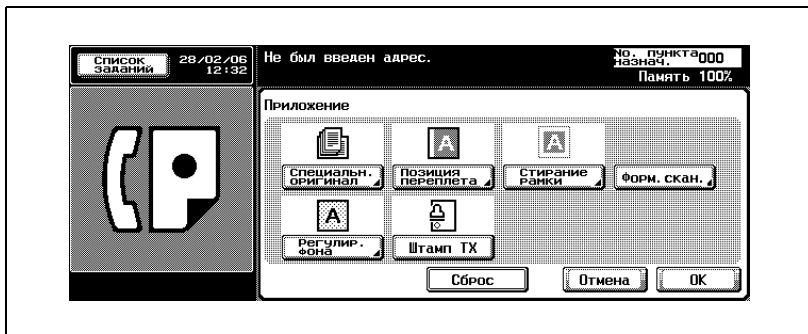 Список
заданий
28/02/06
12:32
Не был введен адрес.
No. пункта
назнач.
000
Память 100%
Приложение
A
A
Специальн.
оригинал
Позиция
переплета
Стирание
рамки
Форм. скан.
A
Регулир.
фона
Штамп TX
Сброс
Отмена
OK